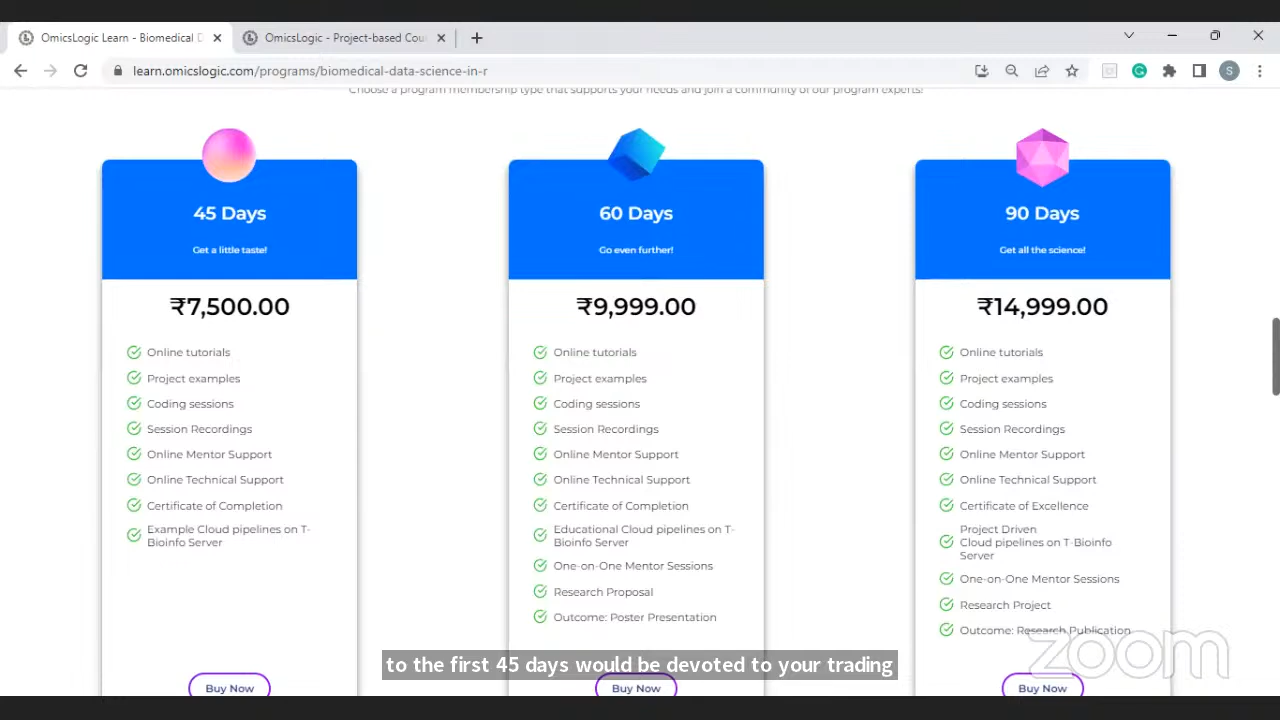 OmicsLogic Learn - Biomedical D
OmicsLogic - Project-based Cou
learn.omicslogic.com/programs/biomedical-data-science-in-r
S
Choose a program membership type that supports your needs and join a community of our program experts!
45 Days
Get a little taste!
₹7,500.00
Online tutorials
Project examples
Coding sessions
Session Recordings
Online Mentor Support
Online Technical Support
Certificate of Completion
Example Cloud pipelines on T-
Bioinfo Server
Buy Now
60 Days
Go even further!
₹9,999.00
Online tutorials
Project examples
Coding sessions
Session Recordings
Online Mentor Support
Online Technical Support
Certificate of Completion
Educational Cloud pipelines on T-
Bioinfo Server
One-on-One Mentor Sessions
Research Proposal
Outcome: Poster Presentation
Buy Now
90 Days
Get all the science!
₹14,999.00
Online tutorials
Project examples
Coding sessions
Session Recordings
Online Mentor Support
Online Technical Support
Certificate of Excellence
Project Driven
Cloud pipelines on T-Bioinfo
Server
One-on-One Mentor Sessions
Research Project
Outcome: Research Publication
Buy Now
zoom
to the first 45 days would be devoted to your trading